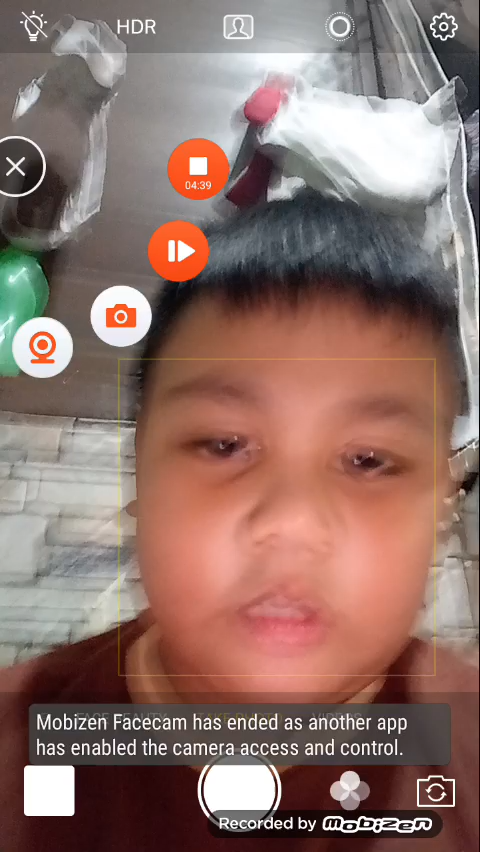 HDR
04:39
Mobizen Facecam has ended as another app
has enabled the camera access and control.
Recorded by Mobizen